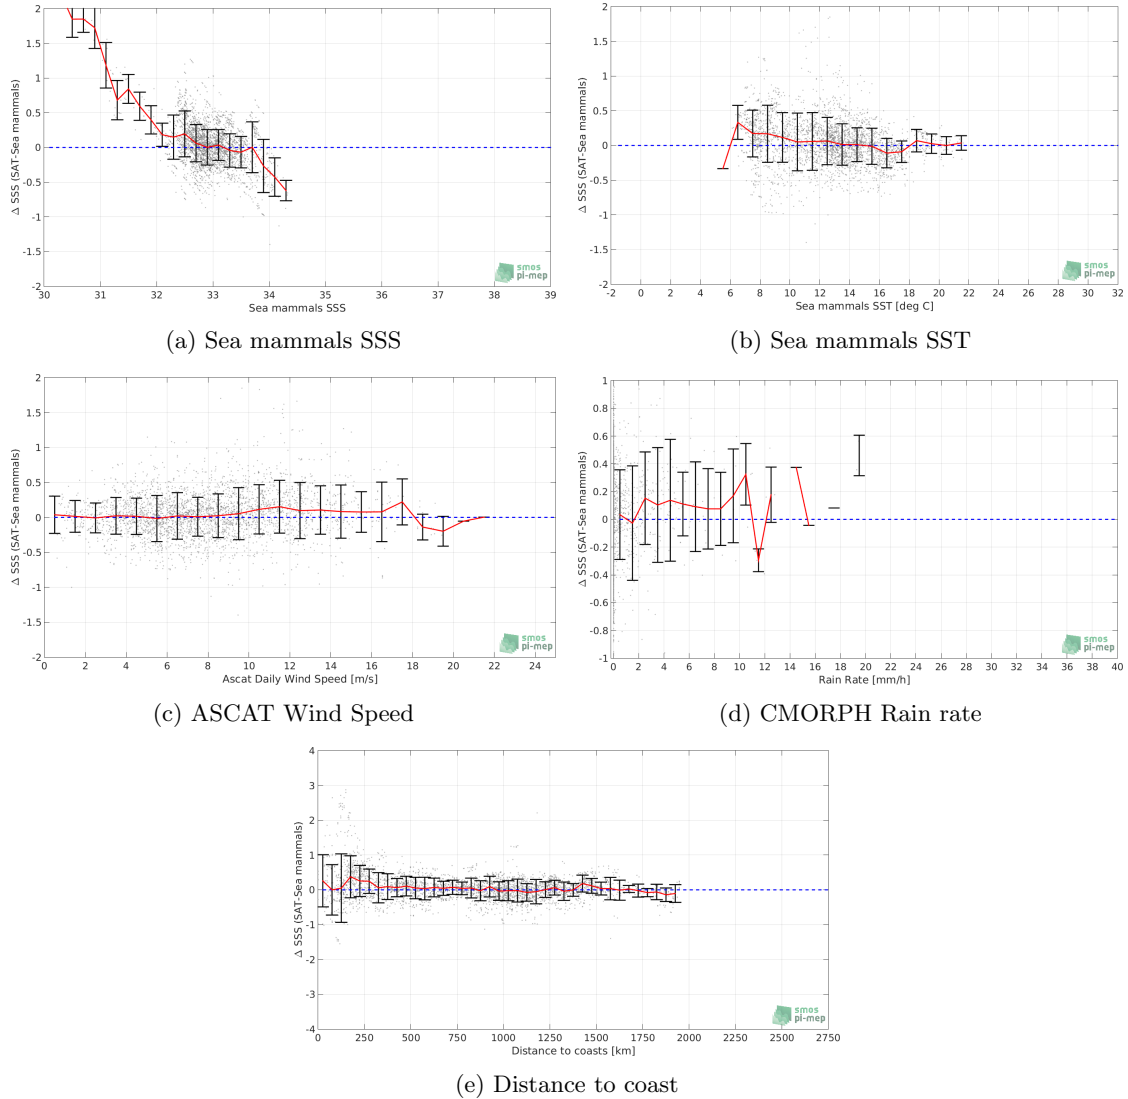 2
1.5
1
0.5
0
-0.5
-1
-1.5
-2
Δ SSS (SAT-Sea mammals)
30 31 32 33 34 35 36 37 38 39
Sea mammals SSS
smos
pi-mep
(a) Sea mammals SSS
2
1.5
1
0.5
0
-0.5
-1
-1.5
-2
Δ SSS (SAT-Sea mammals)
-2 0 2 4 6 8 10 12 14 16 18 20 22 24 26 28 30 32
Sea mammals SST [deg C]
smos
pi-mep
(b) Sea mammals SST
2
1.5
1
0.5
0
-0.5
-1
-1.5
-2
Δ SSS (SAT-Sea mammals)
0 2 4 6 8 10 12 14 16 18 20 22 24
Ascat Daily Wind Speed [m/s]
smos
pi-mep
(c) ASCAT Wind Speed
1
0.8
0.6
0.4
0.2
0
-0.2
-0.4
-0.6
-0.8
-1
Δ SSS (SAT-Sea mammals)
0 2 4 6 8 10 12 14 16 18 20 22 24 26 28 30 32 34 36 38 40
Rain Rate [mm/h]
smos
pi-mep
(d) CMORPH Rain rate
4
3
2
1
0
-1
-2
-3
-4
Δ SSS (SAT-Sea mammals)
0 250 500 750 1000 1250 1500 1750 2000 2250 2500 2750
Distance to coasts [km]
smos
pi-mep
(e) Distance to coast